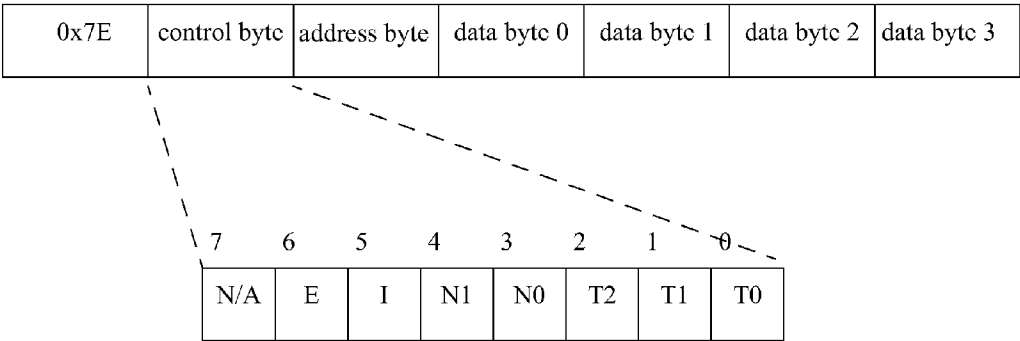 0x7E control byte address byte data byte 0 data byte 1 data byte 2 data byte 3
7 6 5 4 3 2 1 0
N/A E I N1 N0 T2 T1 T0